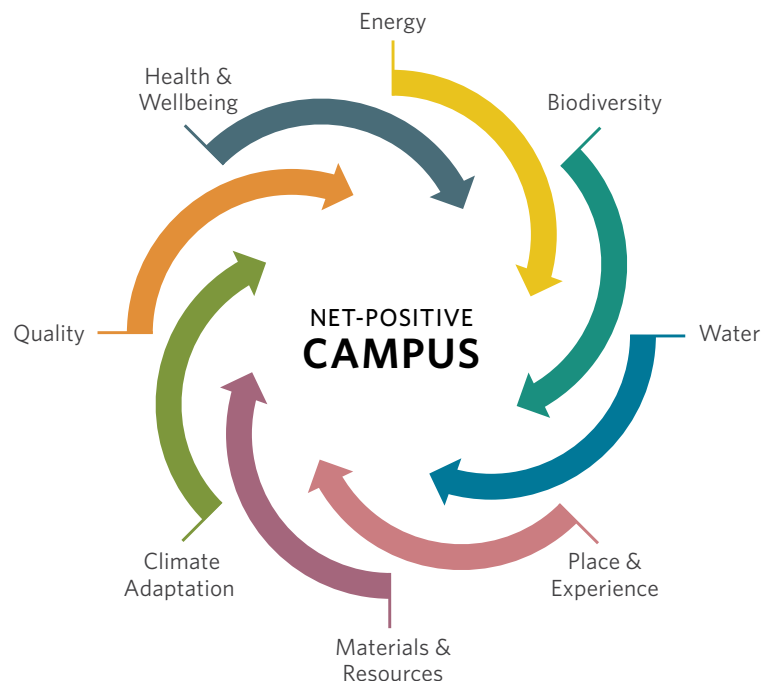 Energy
Health &
Wellbeing
Biodiversity
NET-POSITIVE
CAMPUS
Quality
Water
Climate
Adaptation
Place &
Experience
Materials &
Resources